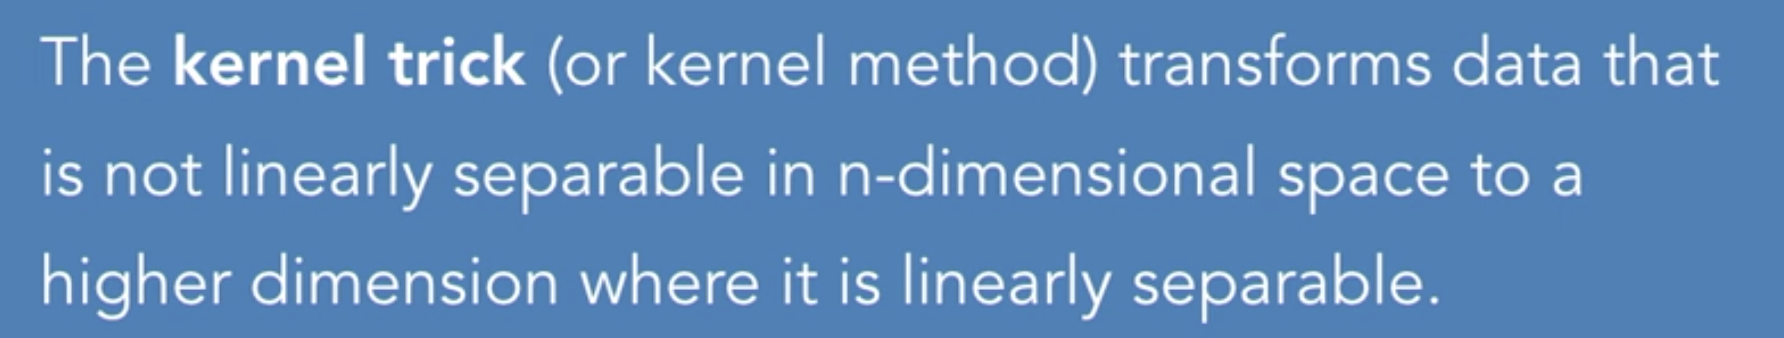 The kernel trick (or kernel method) transforms data that
is not linearly separable in n-dimensional space to a
higher dimension where it is linearly separable.